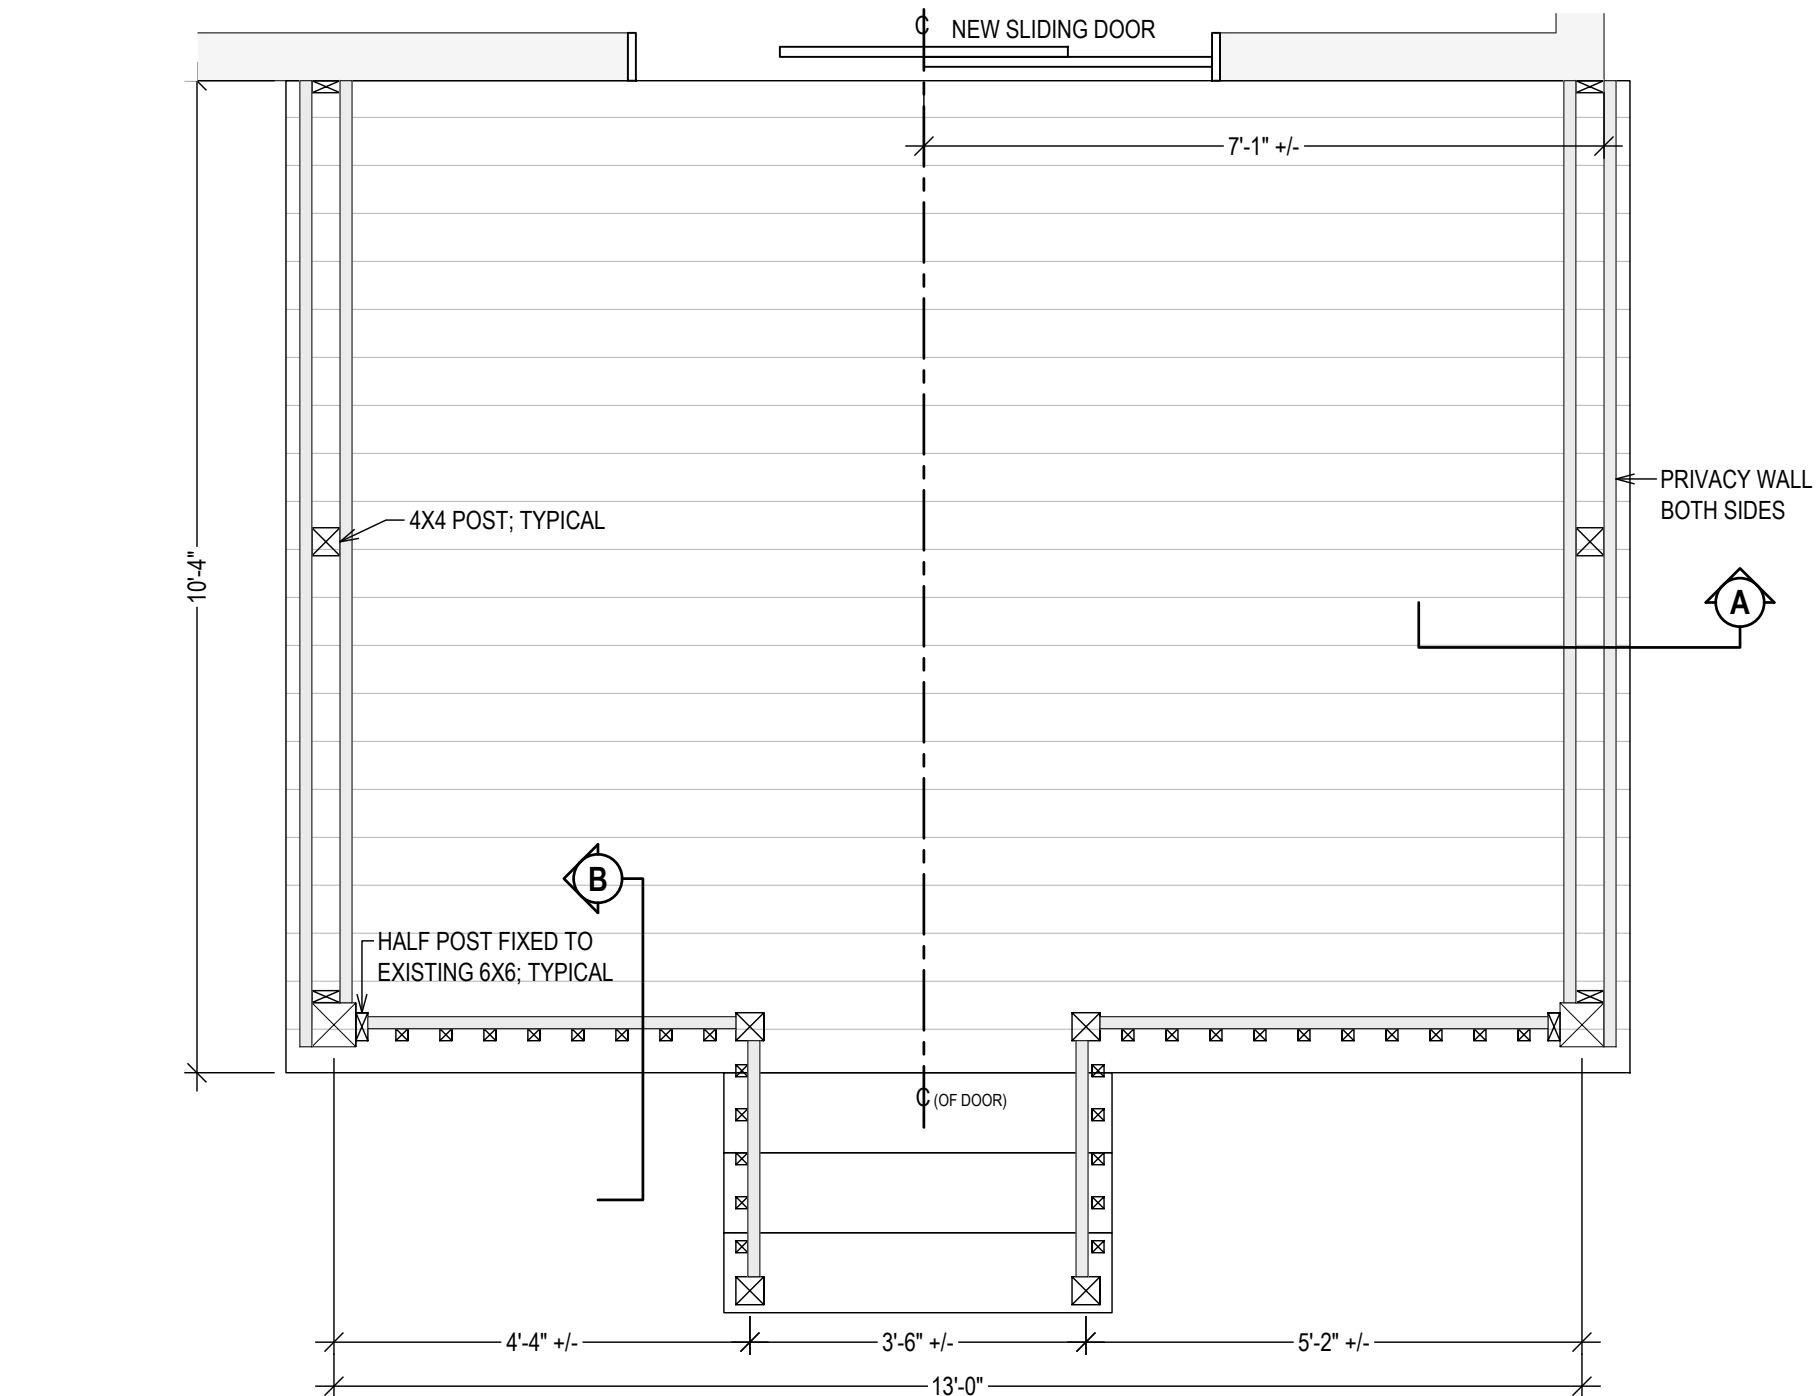 ℄ NEW SLIDING DOOR
7'-1" +/-
PRIVACY WALL
BOTH SIDES
4X4 POST; TYPICAL
10'-4"
A
B
HALF POST FIXED TO
EXISTING 6X6; TYPICAL
℄ (OF DOOR)
4'-4" +/-
3'-6" +/-
5'-2" +/-
13'-0"